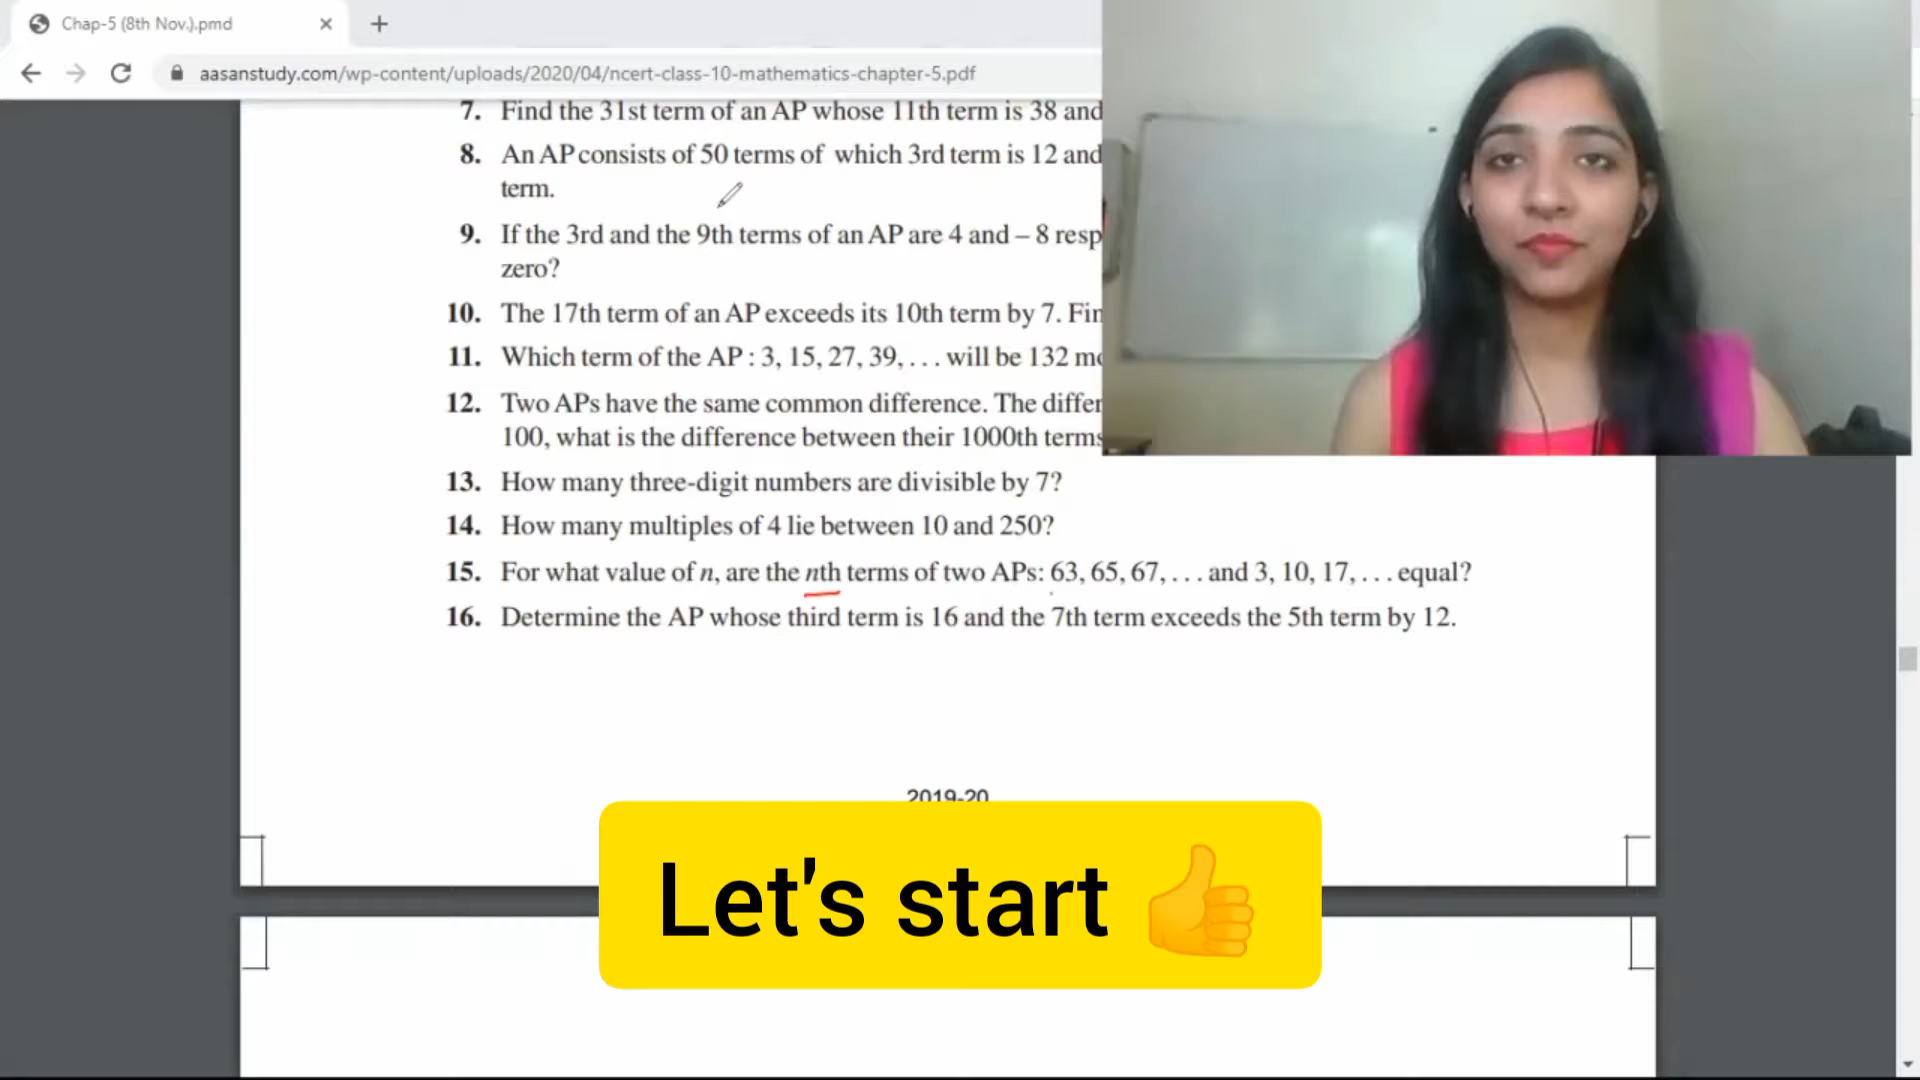 Chap-5 (8th Nov.).pmd
aasanstudy.com/wp-content/uploads/2020/04/ncert-class-10-mathematics-chapter-5.pdf
7. Find the 31st term of an AP whose 11th term is 38 and
8. An AP consists of 50 terms of which 3rd term is 12 and
term.
9. If the 3rd and the 9th terms of an AP are 4 and – 8 resp
zero?
10. The 17th term of an AP exceeds its 10th term by 7. Fin
11. Which term of the AP : 3, 15, 27, 39, . . . will be 132 mo
12. Two APs have the same common difference. The differ
100, what is the difference between their 1000th terms
13. How many three-digit numbers are divisible by 7?
14. How many multiples of 4 lie between 10 and 250?
15. For what value of n, are the nth terms of two APs: 63, 65, 67, . . . and 3, 10, 17, . . . equal?
16. Determine the AP whose third term is 16 and the 7th term exceeds the 5th term by 12.
2019-20
Let's start 👍